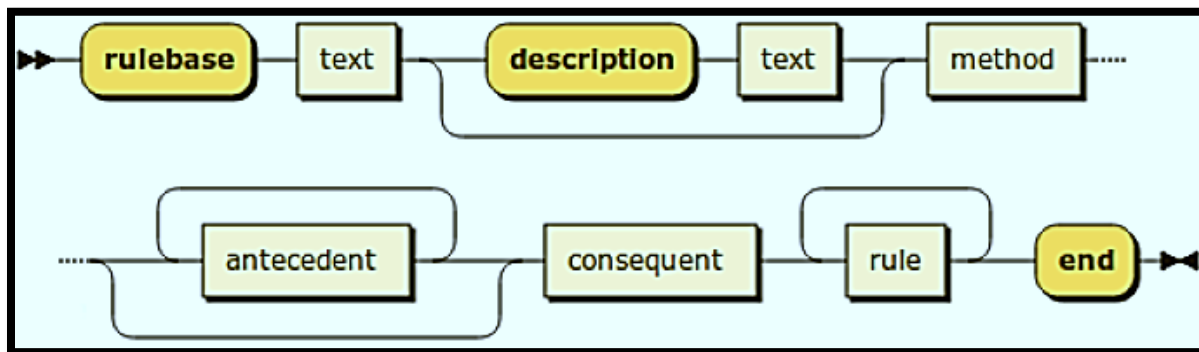 rulebase text description text method
antecedent consequent rule end